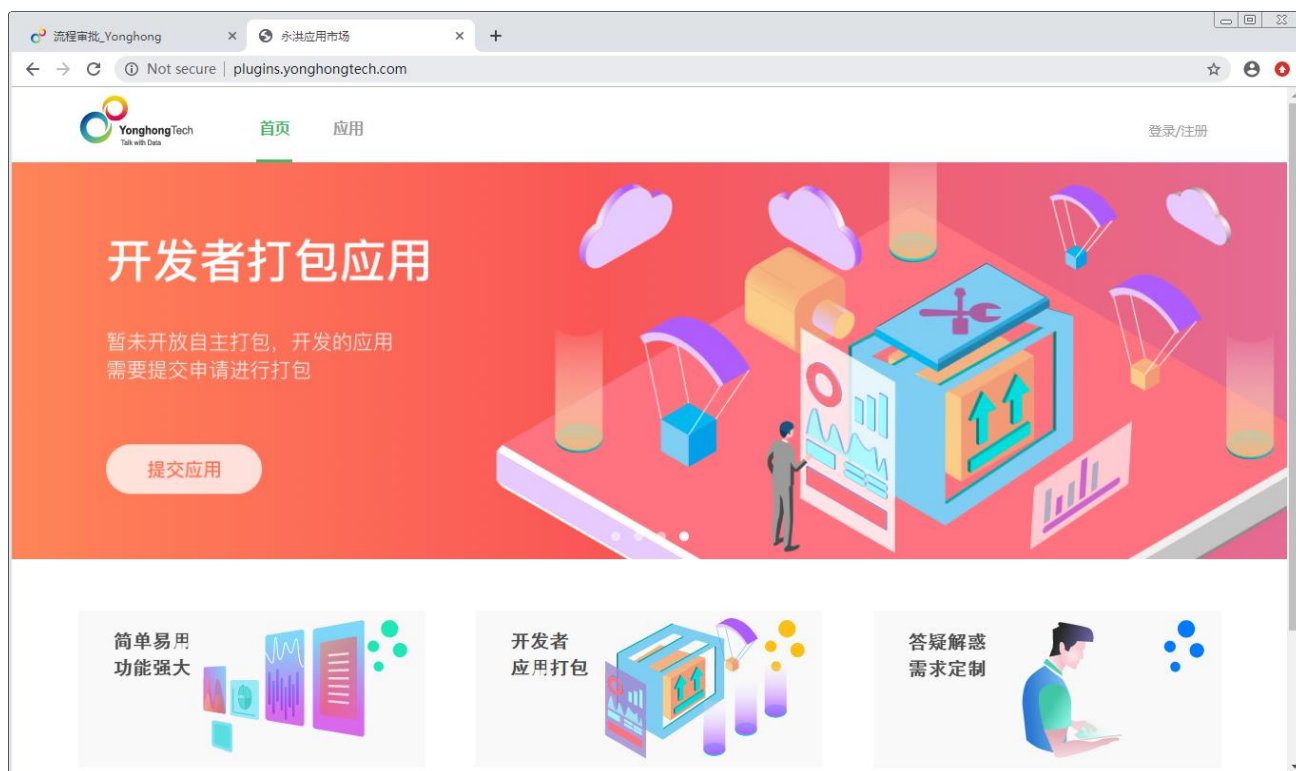 流程审批_Yonghong
永洪应用市场
Not secure | plugins.yonghongtech.com
YonghongTech
Talk with Data
首页
应用
登录/注册
开发者打包应用
暂未开放自主打包，开发的应用
需要提交申请进行打包
提交应用
简单易用
功能强大
开发者
应用打包
答疑解惑
需求定制